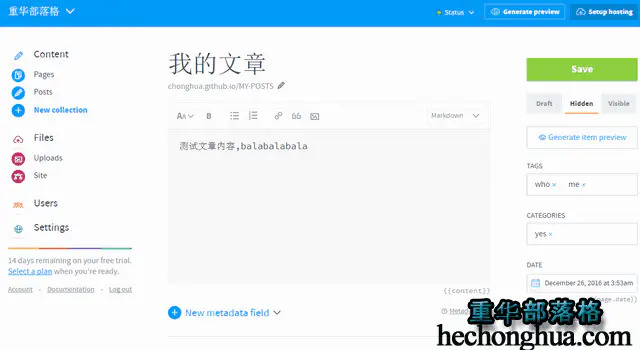 重华部落格
Status
Generate preview
Setup hosting
Content
Pages
Posts
New collection
Files
Uploads
Site
Users
Settings
14 days remaining on your free trial.
Select a plan when you're ready.
Account - Documentation - Log out
我的文章
chonghua.github.io/MY-POSTS
AA B Markdown
测试文章内容,balabalabala
{{content}}
New metadata field
Save
Draft Hidden Visible
Generate item preview
TAGS
who × me ×
CATEGORIES
yes ×
DATE
December 26, 2016 at 3:53am
page.date}}
重华部落格
hechonghua.com